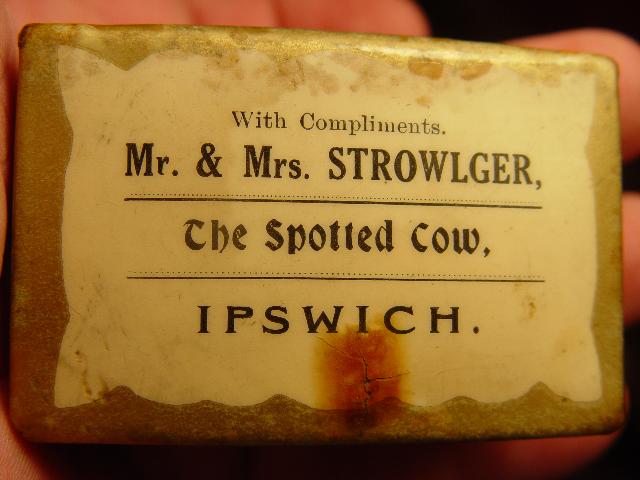 With Compliments.
Mr. & Mrs. STROWLGER,
The Spotted Cow,
IPSWICH.